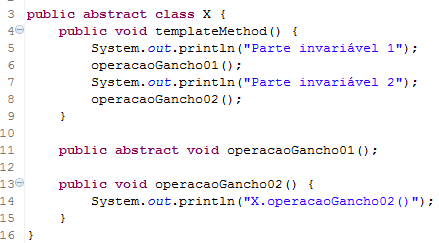 3 public abstract class X {
4     public void templateMethod() {
5         System.out.println("Parte invariável 1");
6         operacaoGancho01();
7         System.out.println("Parte invariável 2");
8         operacaoGancho02();
9     }
10
11     public abstract void operacaoGancho01();
12
13     public void operacaoGancho02() {
14         System.out.println("X.operacaoGancho02()");
15     }
16 }